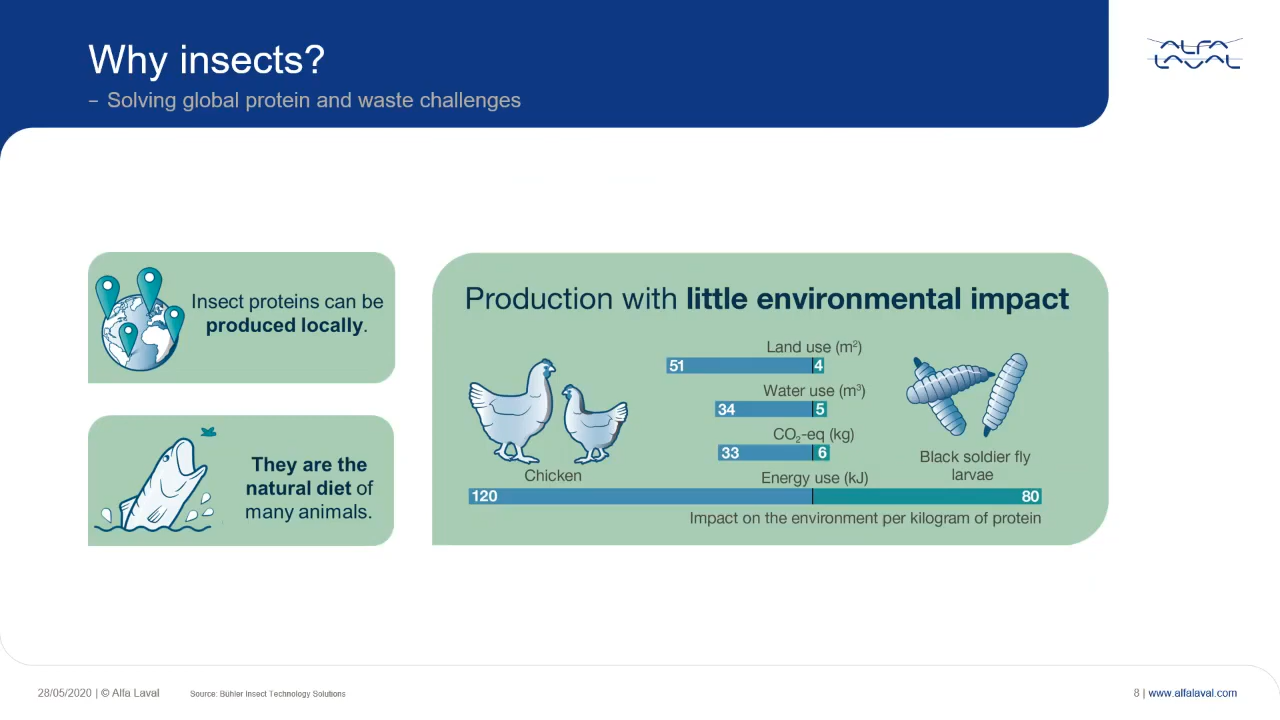 Why insects?
– Solving global protein and waste challenges
ALFA
LAVAL
Insect proteins can be
produced locally.
They are the
natural diet of
many animals.
Production with little environmental impact
Land use (m²)
51 4
Water use (m³)
34 5
CO₂-eq (kg)
33 6
Energy use (kJ)
120 80
Chicken
Black soldier fly
larvae
Impact on the environment per kilogram of protein
28/05/2020 | © Alfa Laval
Source: Bühler Insect Technology Solutions
8 | www.alfalaval.com